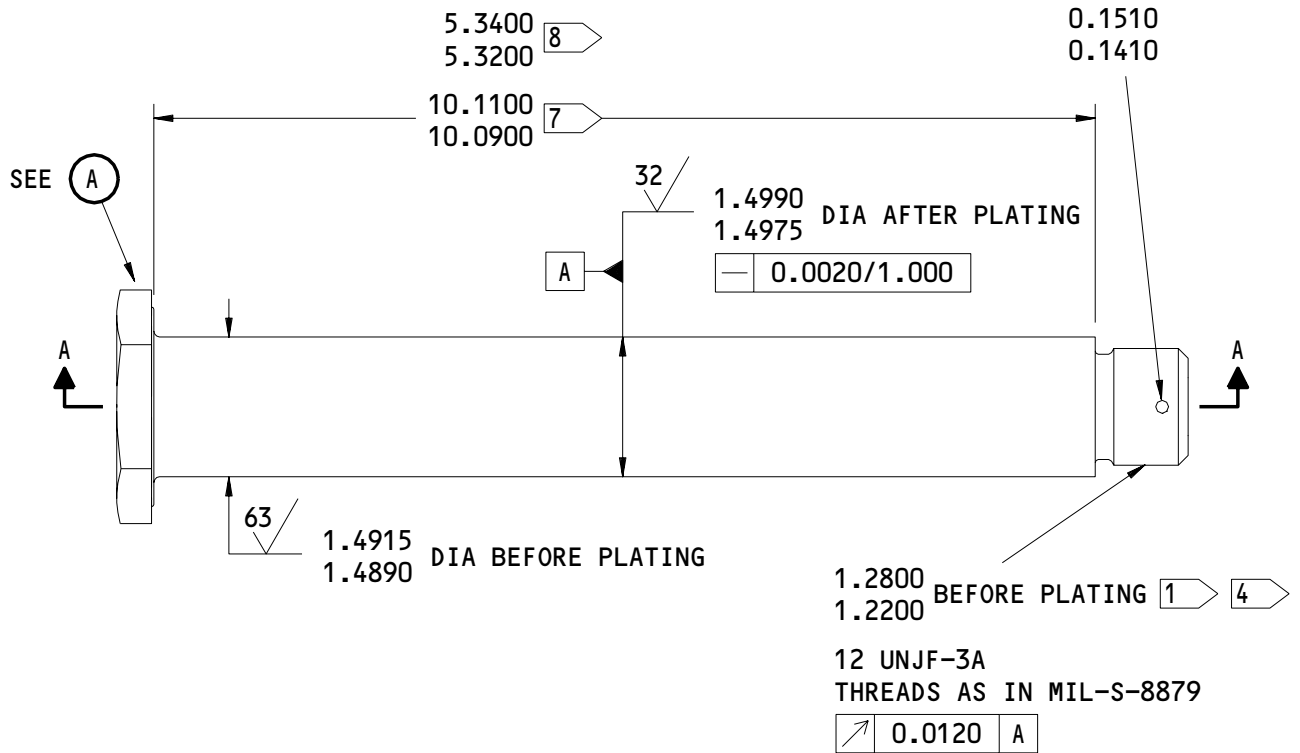 5.3400
5.3200
8
0.1510
0.1410
10.1100
10.0900
7
SEE A
32
1.4990
1.4975
DIA AFTER PLATING
A
— 0.0020/1.000
A
A
63
1.4915
1.4890
DIA BEFORE PLATING
1.2800
1.2200
BEFORE PLATING 1 4
12 UNJF-3A
THREADS AS IN MIL-S-8879
↗ 0.0120 A